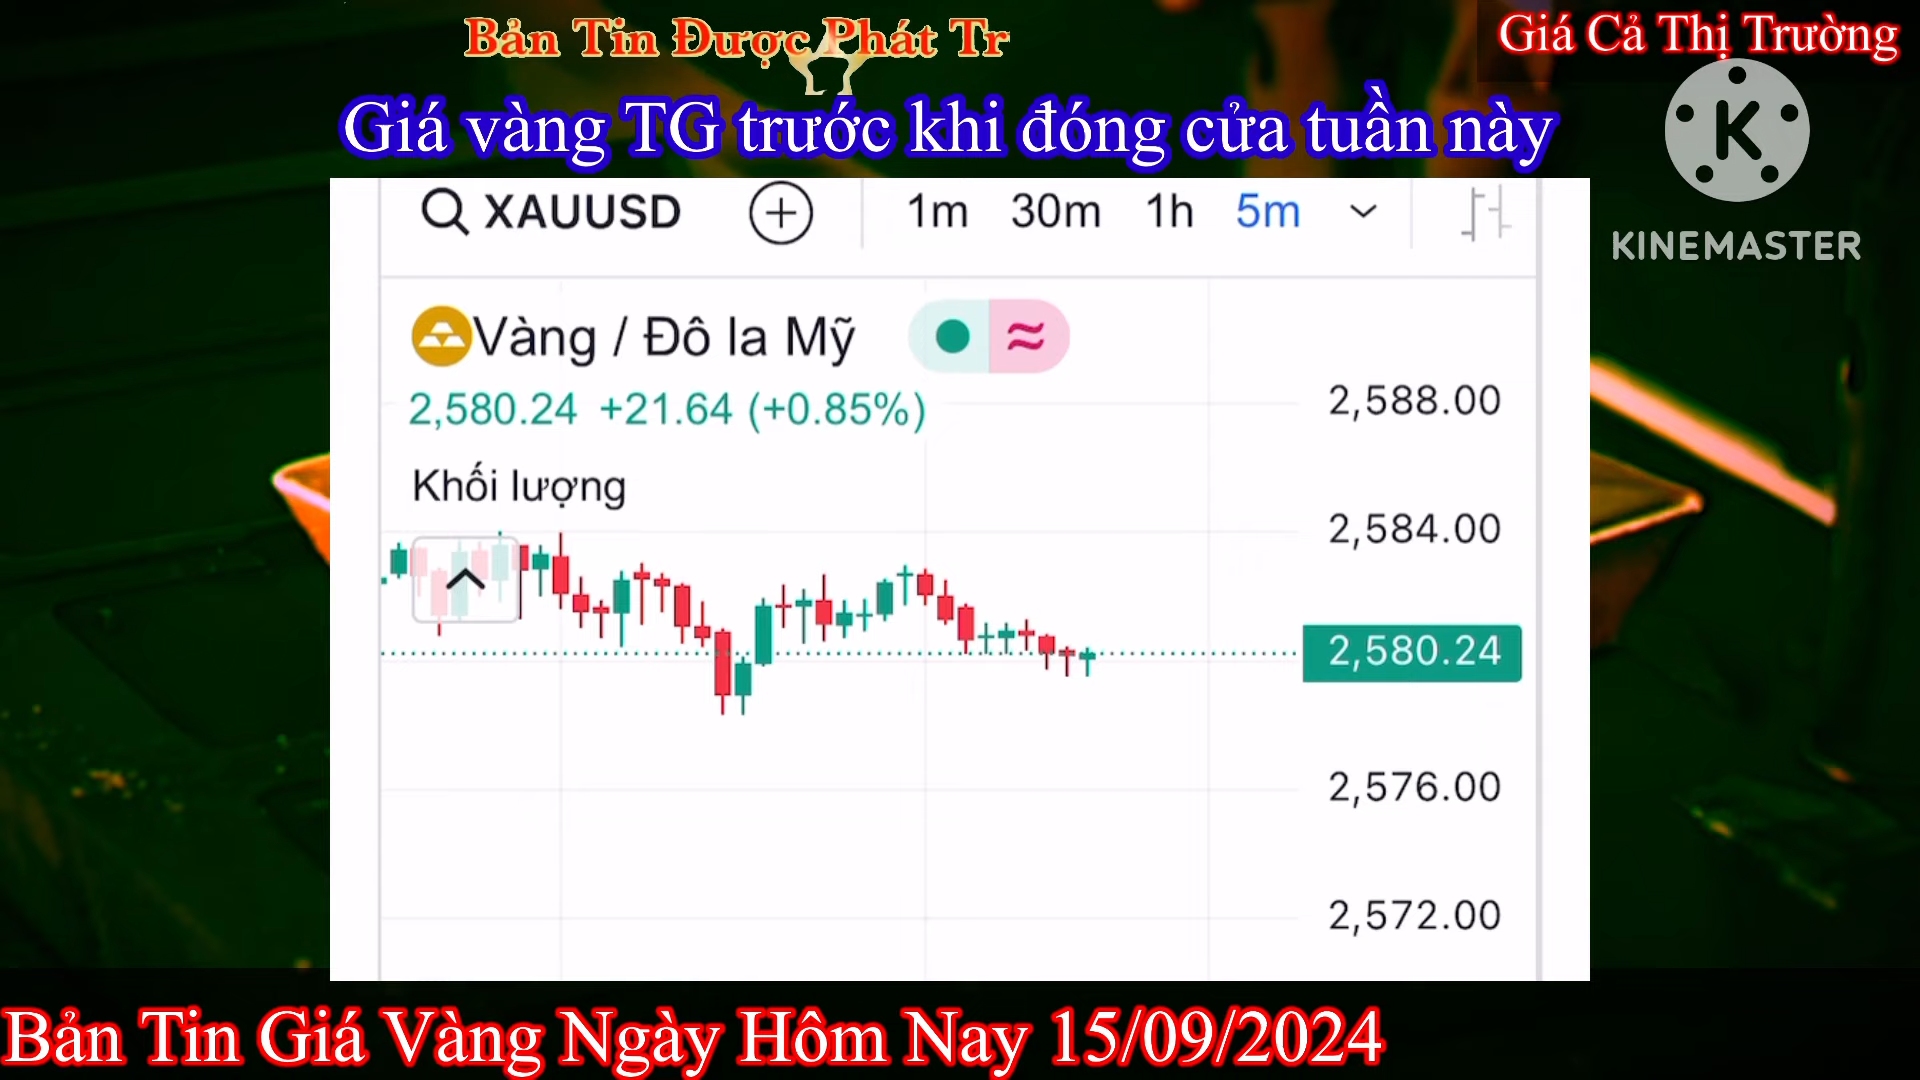 Bản Tin Được Phát Tr
Giá Cả Thị Trường
Giá vàng TG trước khi đóng cửa tuần này
K
KINEMASTER
XAUUSD 1m 30m 1h 5m
Vàng / Đô la Mỹ
2,580.24 +21.64 (+0.85%)
Khối lượng
2,588.00
2,584.00
2,580.24
2,576.00
2,572.00
Bản Tin Giá Vàng Ngày Hôm Nay 15/09/2024